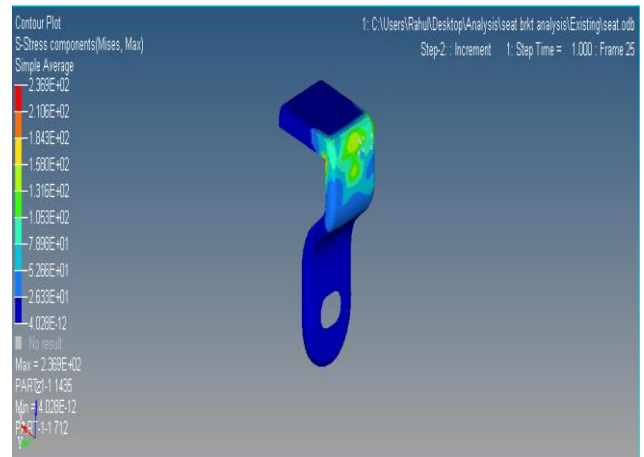 Contour Plot
S-Stress components(Mises, Max)
Simple Average
2.369E+02
2.106E+02
1.843E+02
1.580E+02
1.316E+02
1.053E+02
7.898E+01
5.266E+01
2.633E+01
4.028E-12
No result
Max = 2.369E+02
PART-1-1 1435
Min = 4.028E-12
PART-1-1 712
1: C:\Users\Rahul\Desktop\Analysis\seat brkt analysis\Existing\seat.odb
Step-2: : Increment 1: Step Time = 1.000 : Frame 25